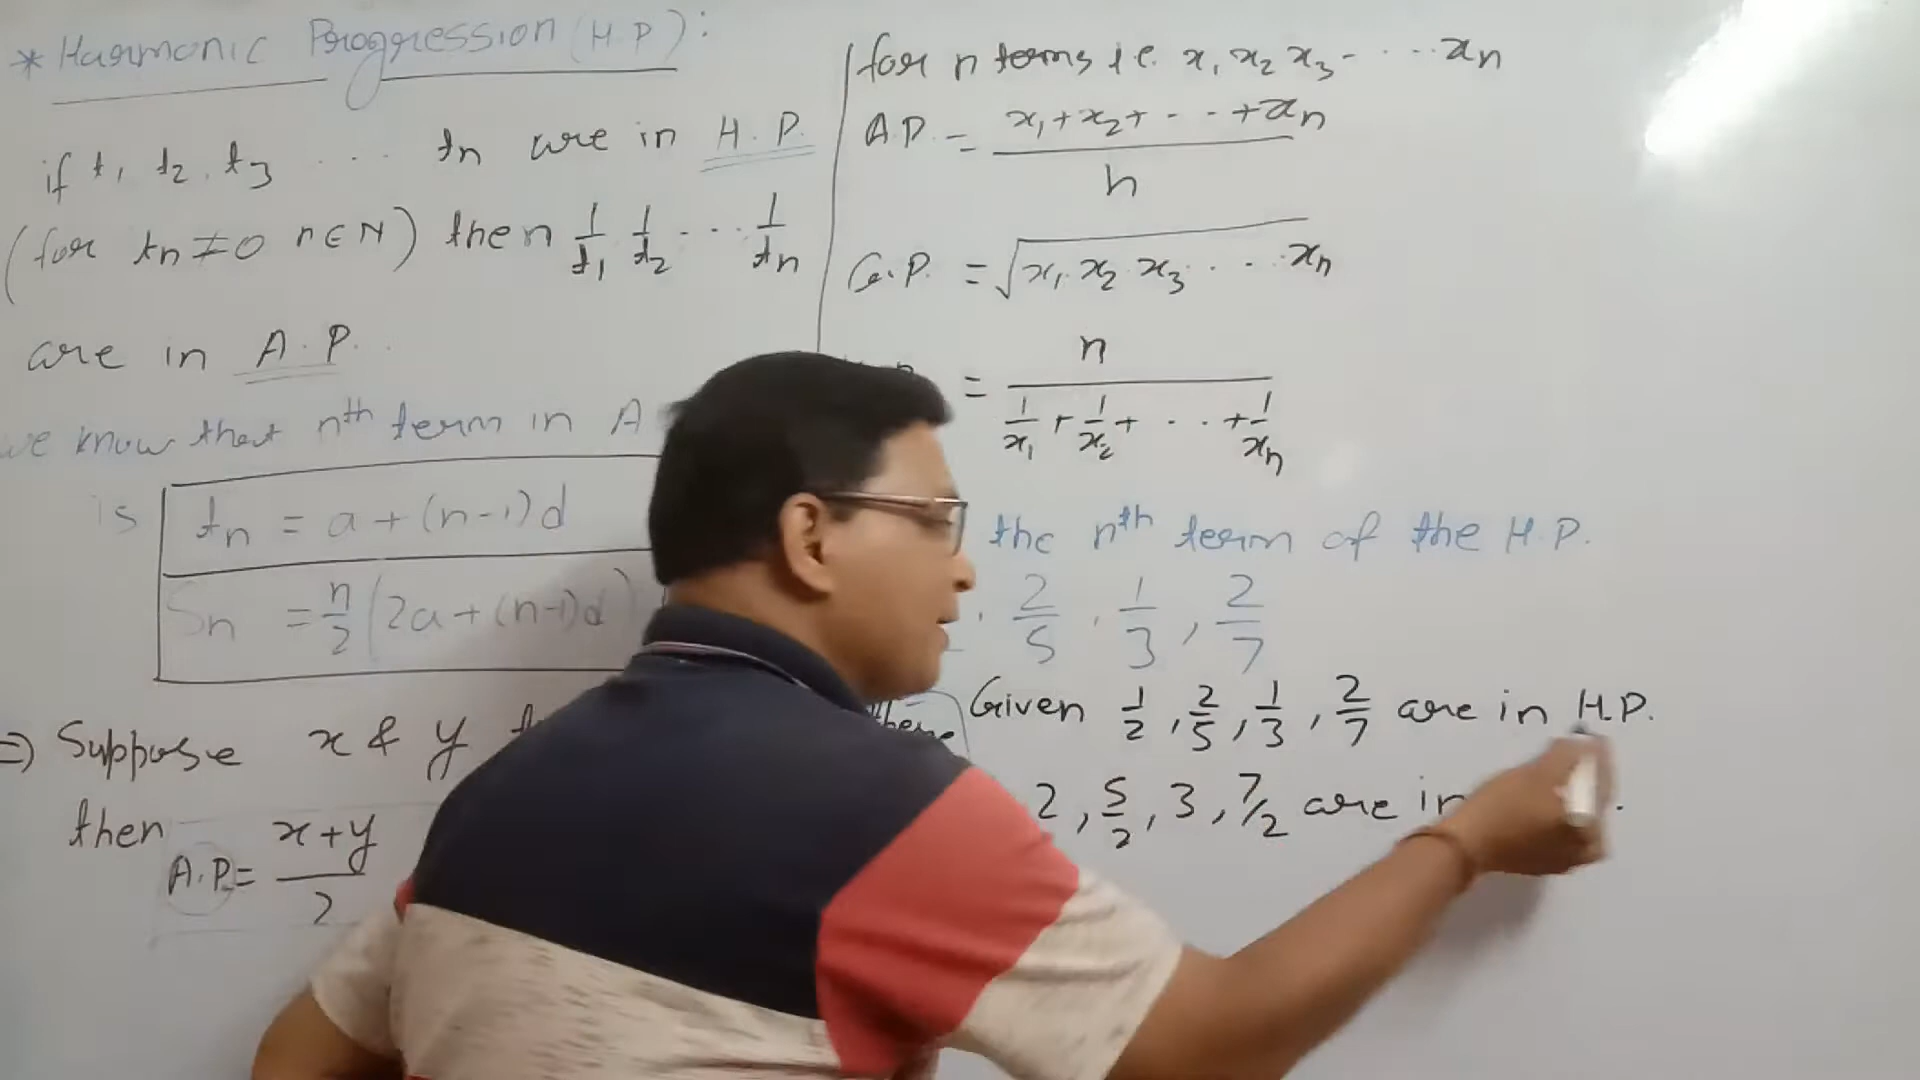 * Harmonic Progression (H.P):
if t₁ t₂, t₃ ... tn are in H.P.
(for tn ≠ 0 n ∈ N) then 1/t₁ 1/t₂ ... 1/tn
are in A.P.
we know that nth term in A
is tn = a + (n-1)d
Sn = n/2 (2a + (n-1)d)
=) Suppose x & y
then
A.P. = x+y/2
for n terms i.e. x₁ x₂ x₃ - ... xn
A.P. = x₁ + x₂ + - - - + xn / n
G.P. = √x₁ x₂ x₃ ... xn
= n / 1/x₁ + 1/x₂ + ... + 1/xn
the nth term of the H.P.
2/5, 1/3, 2/7
Given 1/2, 2/5, 1/3, 2/7 are in H.P.
2, 5/2, 3, 7/2 are in